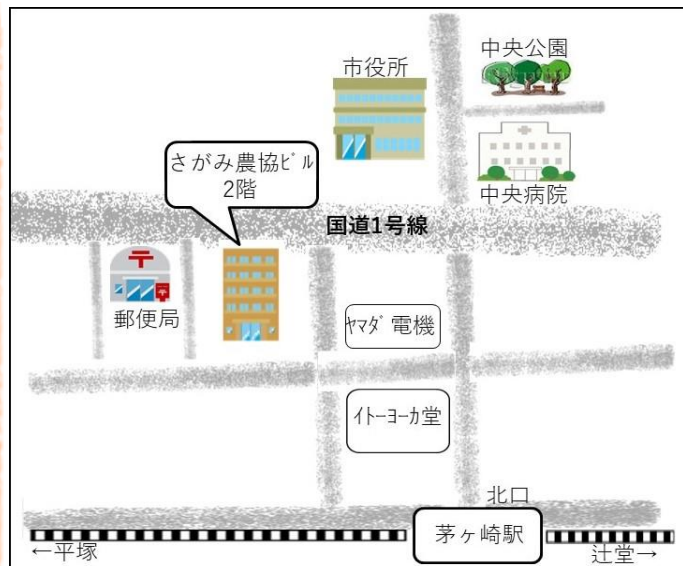 中央公園
市役所
さがみ農協ﾋﾞﾙ
2階
中央病院
国道1号線
〒
郵便局
ﾔﾏﾀﾞ電機
ｲﾄｰﾖｰｶ堂
北口
茅ヶ崎駅
←平塚
辻堂→